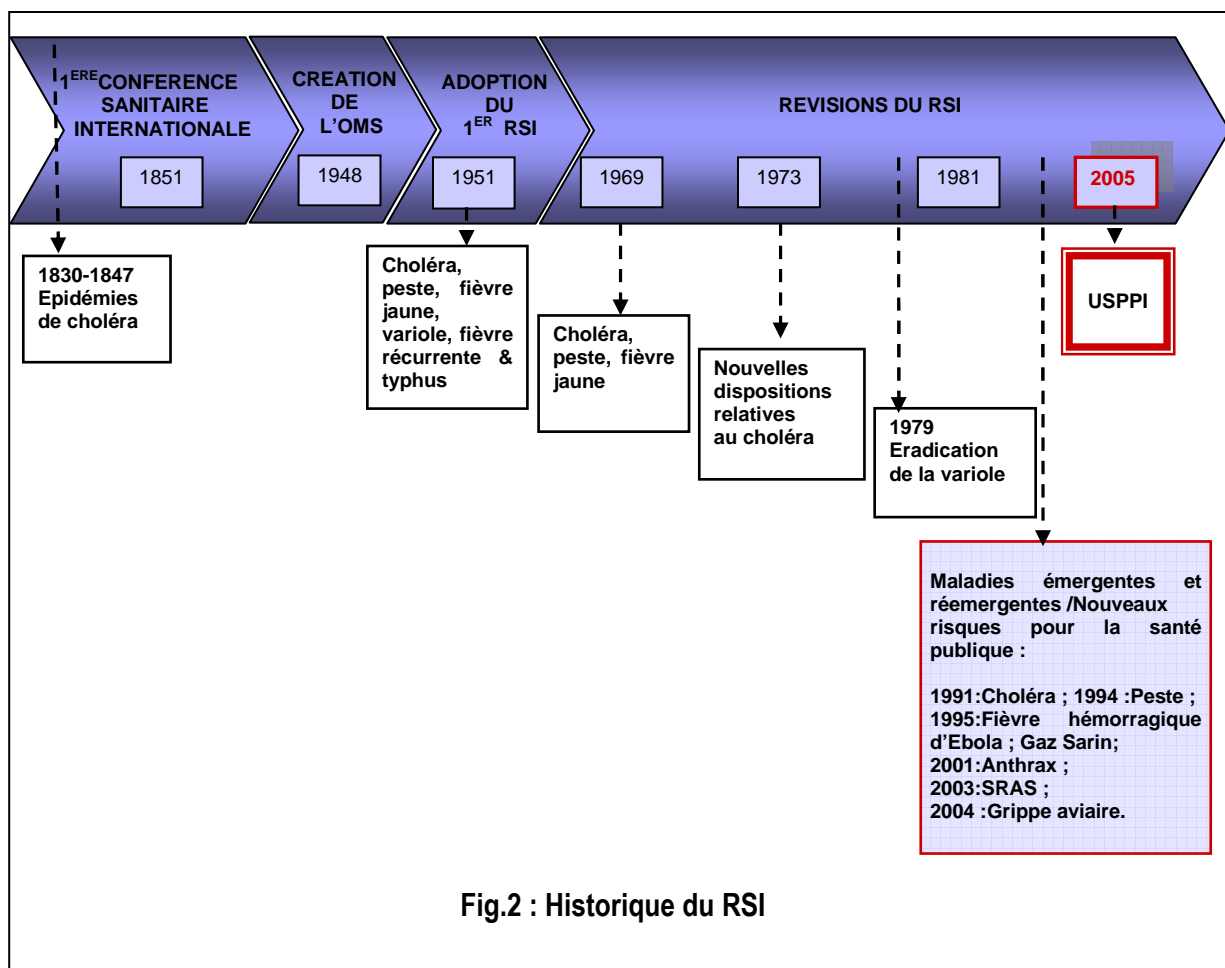 1ERE CONFERENCE
SANITAIRE
INTERNATIONALE
1851
CREATION
DE
L'OMS
1948
ADOPTION
DU
1ER RSI
1951
REVISIONS DU RSI
1969
1973
1981
2005
1830-1847
Epidémies
de choléra
Choléra,
peste, fièvre
jaune,
variole, fièvre
récurrente &
typhus
Choléra,
peste, fièvre
jaune
Nouvelles
dispositions
relatives
au choléra
1979
Eradication
de la variole
USPPI
Maladies émergentes et
réemergentes /Nouveaux
risques pour la santé
publique :
1991:Choléra ; 1994 :Peste ;
1995:Fièvre hémorragique
d'Ebola ; Gaz Sarin;
2001:Anthrax ;
2003:SRAS ;
2004 :Grippe aviaire.
Fig.2 : Historique du RSI